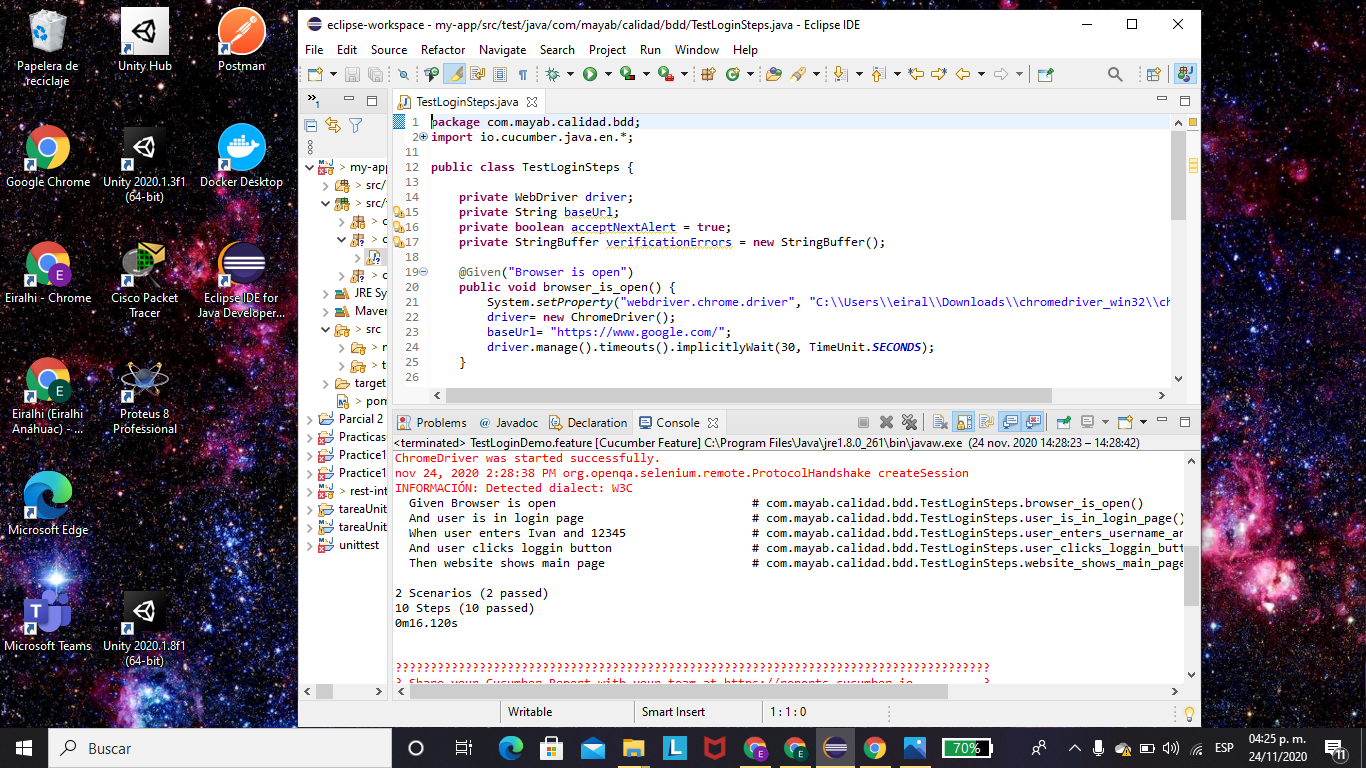 Papelera de
reciclaje
Unity Hub
Postman
Google Chrome
Unity 2020.1.3f1
(64-bit)
Docker Desktop
Eiralhi - Chrome
Cisco Packet
Tracer
Eclipse IDE for
Java Developer...
Eiralhi (Eiralhi
Anáhuac) - ...
Proteus 8
Professional
Microsoft Edge
Microsoft Teams
Unity 2020.1.8f1
(64-bit)
eclipse-workspace - my-app/src/test/java/com/mayab/calidad/bdd/TestLoginSteps.java - Eclipse IDE
File Edit Source Refactor Navigate Search Project Run Window Help
> my-app
> src/
> src/
> c
> c
> c
JRE Sy
Maver
> src
> n
> t
target
> pom
Parcial 2
Practicas
Practice1
Practice1
> rest-int
tareaUnit
tareaUnit
unittest
TestLoginSteps.java
1 package com.mayab.calidad.bdd;
2 import io.cucumber.java.en.*;
11
12 public class TestLoginSteps {
13
14 private WebDriver driver;
15 private String baseUrl;
16 private boolean acceptNextAlert = true;
17 private StringBuffer verificationErrors = new StringBuffer();
18
19 @Given("Browser is open")
20 public void browser_is_open() {
21 System.setProperty("webdriver.chrome.driver", "C:\\Users\\eiral\\Downloads\\chromedriver_win32\\ch
22 driver= new ChromeDriver();
23 baseUrl= "https://www.google.com/";
24 driver.manage().timeouts().implicitlyWait(30, TimeUnit.SECONDS);
25 }
26
Problems @ Javadoc Declaration Console
<terminated> TestLoginDemo.feature [Cucumber Feature] C:\Program Files\Java\jre1.8.0_261\bin\javaw.exe (24 nov. 2020 14:28:23 – 14:28:42)
ChromeDriver was started successfully.
nov 24, 2020 2:28:38 PM org.openqa.selenium.remote.ProtocolHandshake createSession
INFORMACIÓN: Detected dialect: W3C
Given Browser is open # com.mayab.calidad.bdd.TestLoginSteps.browser_is_open()
And user is in login page # com.mayab.calidad.bdd.TestLoginSteps.user_is_in_login_page()
When user enters Ivan and 12345 # com.mayab.calidad.bdd.TestLoginSteps.user_enters_username_an
And user clicks loggin button # com.mayab.calidad.bdd.TestLoginSteps.user_clicks_loggin_butt
Then website shows main page # com.mayab.calidad.bdd.TestLoginSteps.website_shows_main_page
2 Scenarios (2 passed)
10 Steps (10 passed)
0m16.120s
?????????????????????????????????????????????????????????????????????????????????????
? Share your Cucumber Report with your team at https://reports.cucumber.io ?
Writable Smart Insert 1 : 1 : 0
Buscar
70%
ESP
04:25 p. m.
24/11/2020
11